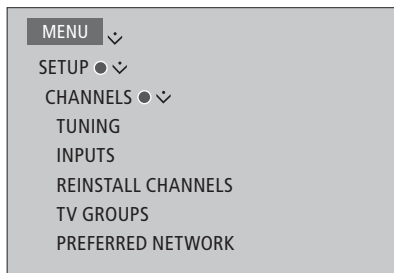 MENU
SETUP
CHANNELS
TUNING
INPUTS
REINSTALL CHANNELS
TV GROUPS
PREFERRED NETWORK